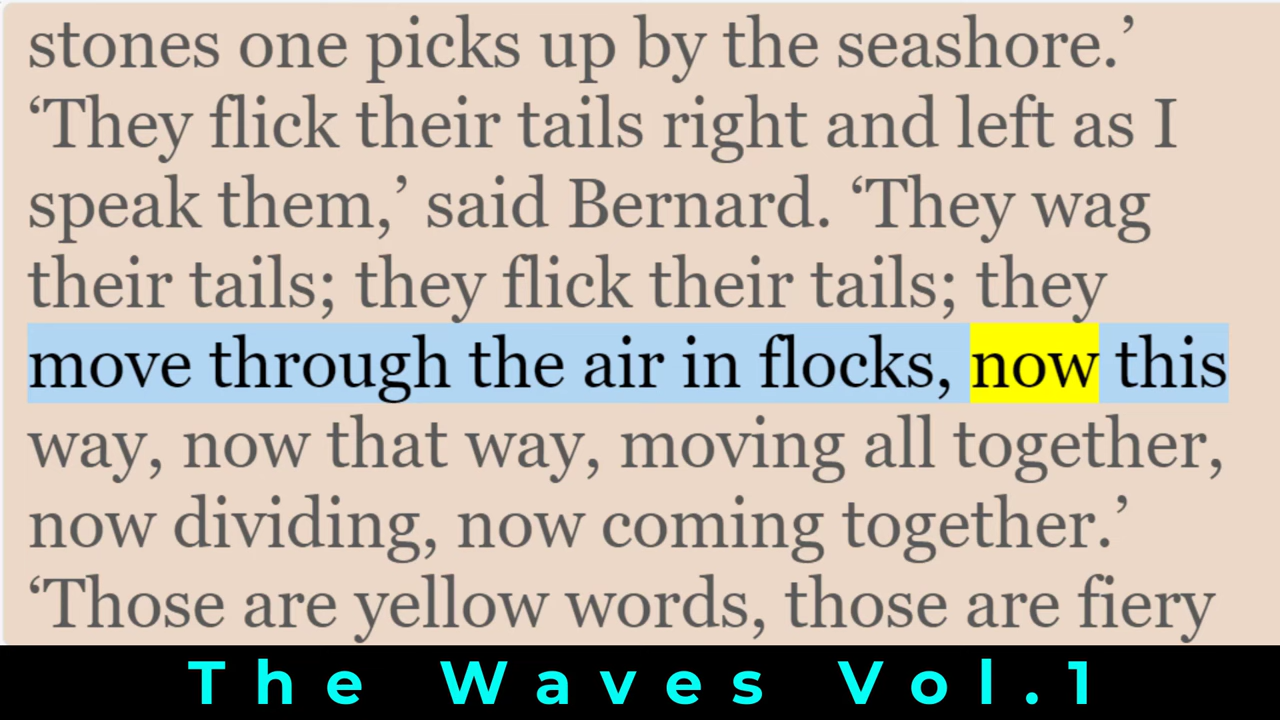 stones one picks up by the seashore.’
‘They flick their tails right and left as I
speak them,’ said Bernard. ‘They wag
their tails; they flick their tails; they
move through the air in flocks, now this
way, now that way, moving all together,
now dividing, now coming together.’
‘Those are yellow words, those are fiery
The Waves Vol.1